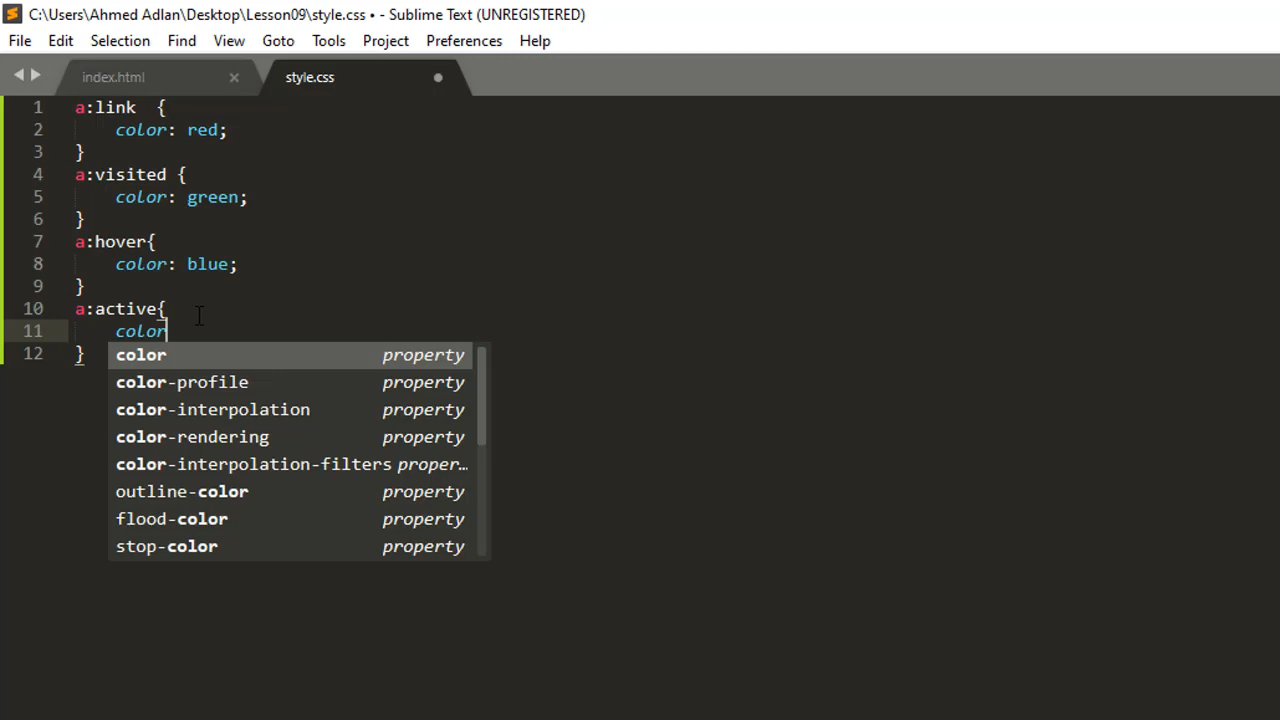 C:\Users\Ahmed Adlan\Desktop\Lesson09\style.css • - Sublime Text (UNREGISTERED)
File Edit Selection Find View Goto Tools Project Preferences Help
index.html × style.css
1 a:link  {
2 color: red;
3 }
4 a:visited {
5 color: green;
6 }
7 a:hover{
8 color: blue;
9 }
10 a:active{
11 color
12 }
color property
color-profile property
color-interpolation property
color-rendering property
color-interpolation-filters proper…
outline-color property
flood-color property
stop-color property